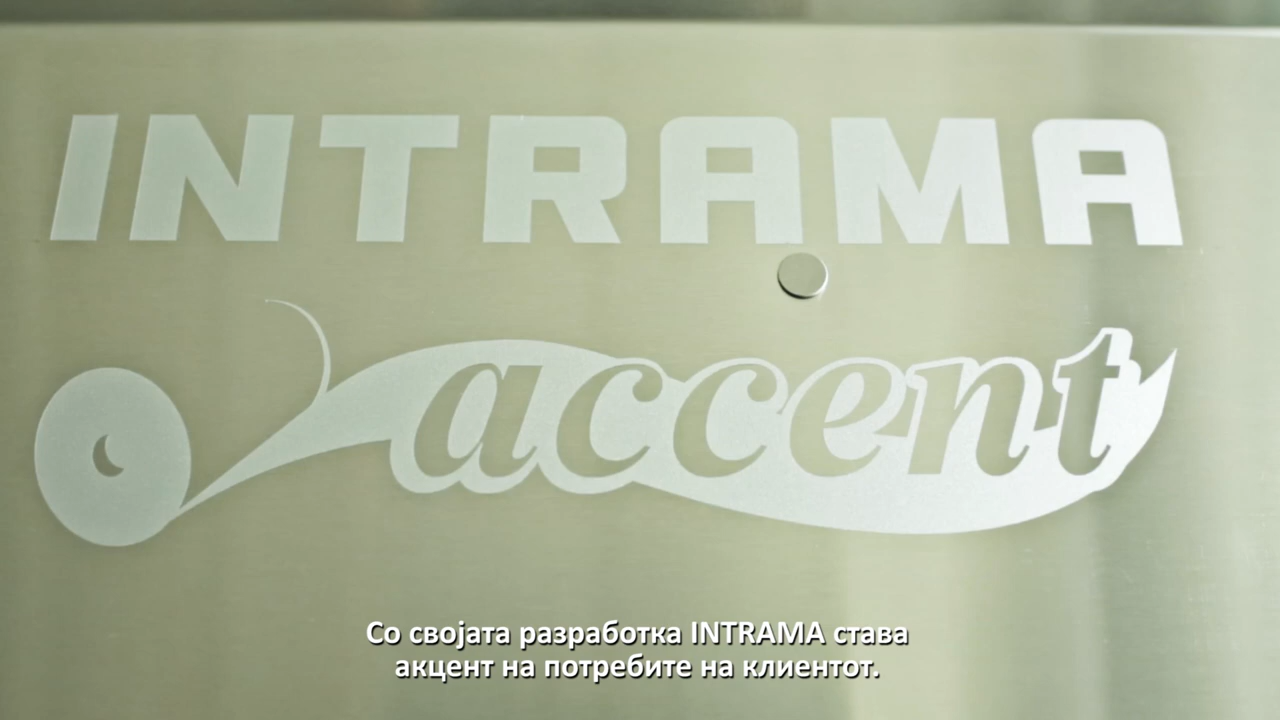 INTRAMA
accent
Со својата разработка INTRAMA става
акцент на потребите на клиентот.